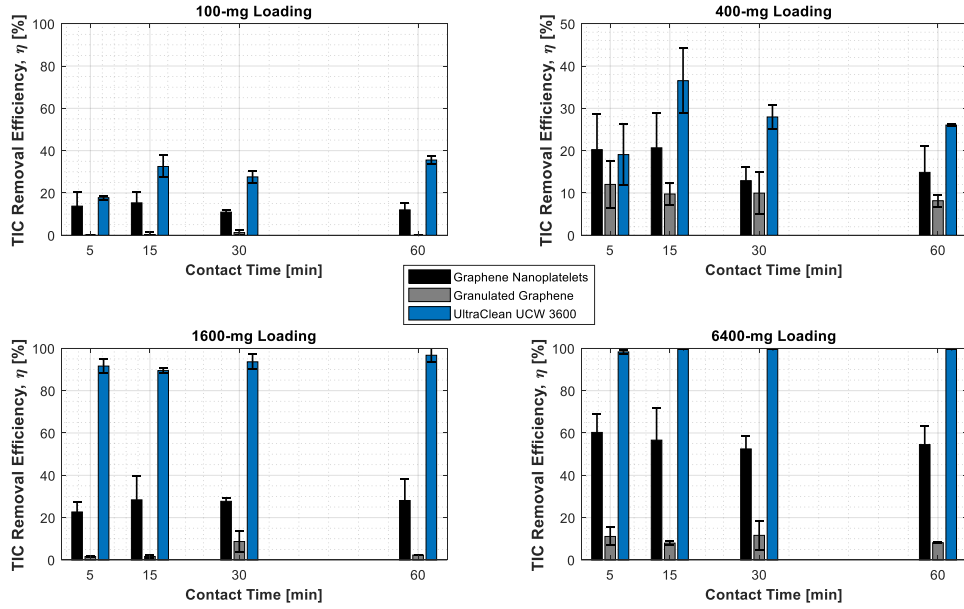 100-mg Loading
TIC Removal Efficiency, η [%]
100
80
60
40
20
0
5 15 30 60
Contact Time [min]
400-mg Loading
TIC Removal Efficiency, η [%]
50
40
30
20
10
0
5 15 30 60
Contact Time [min]
Graphene Nanoplatelets
Granulated Graphene
UltraClean UCW 3600
1600-mg Loading
TIC Removal Efficiency, η [%]
100
80
60
40
20
0
5 15 30 60
Contact Time [min]
6400-mg Loading
TIC Removal Efficiency, η [%]
100
80
60
40
20
0
5 15 30 60
Contact Time [min]